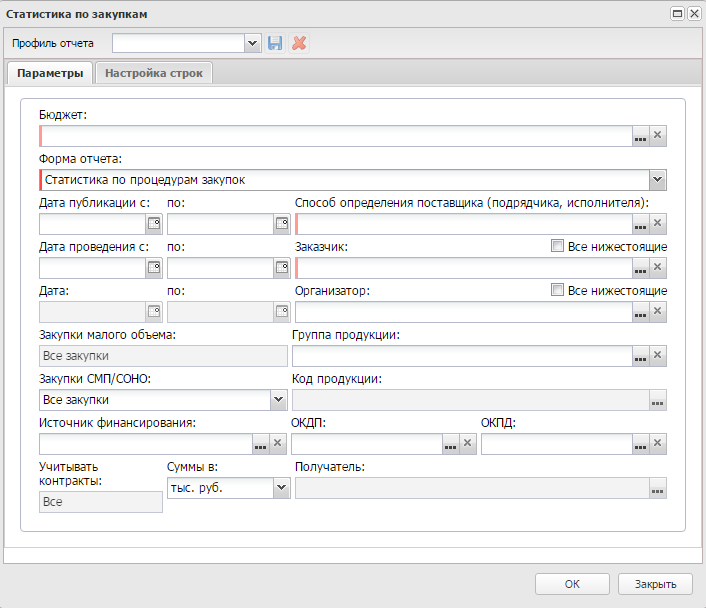 Статистика по закупкам
Профиль отчета
Параметры Настройка строк
Бюджет:
Форма отчета:
Статистика по процедурам закупок
Дата публикации с: по: Способ определения поставщика (подрядчика, исполнителя):
Дата проведения с: по: Заказчик: Все нижестоящие
Дата: по: Организатор: Все нижестоящие
Закупки малого объема: Группа продукции:
Все закупки
Закупки СМП/СОНО: Код продукции:
Все закупки
Источник финансирования: ОКДП: ОКПД:
Учитывать контракты: Суммы в: Получатель:
Все тыс. руб.
ОК Закрыть